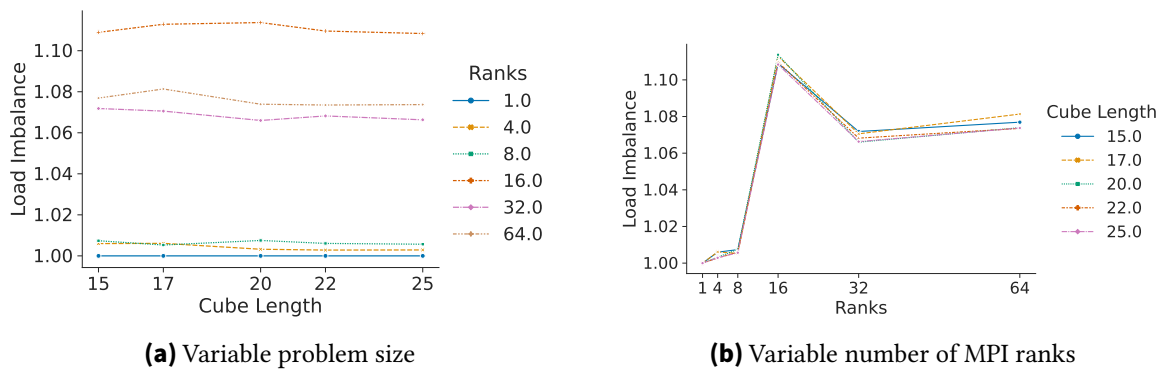 Load Imbalance
1.10
1.08
1.06
1.04
1.02
1.00
15 17 20 22 25
Cube Length
Ranks
1.0
4.0
8.0
16.0
32.0
64.0
(a) Variable problem size
Load Imbalance
1.10
1.08
1.06
1.04
1.02
1.00
1 4 8 16 32 64
Ranks
Cube Length
15.0
17.0
20.0
22.0
25.0
(b) Variable number of MPI ranks